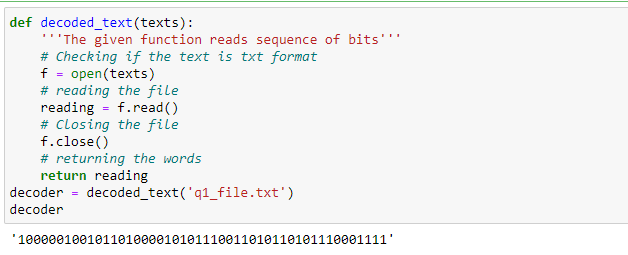 def decoded_text(texts):
    '''The given function reads sequence of bits'''
    # Checking if the text is txt format
    f = open(texts)
    # reading the file
    reading = f.read()
    # Closing the file
    f.close()
    # returning the words
    return reading
decoder = decoded_text('q1_file.txt')
decoder
'1000001001011010000101011100110101101011110001111'